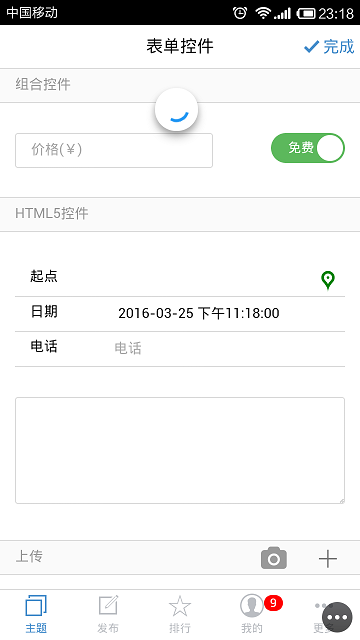 中国移动 23:18
表单控件 完成
组合控件
价格(￥) 免费
HTML5控件
起点
日期 2016-03-25 下午11:18:00
电话 电话
上传
主题 发布 排行 我的 9